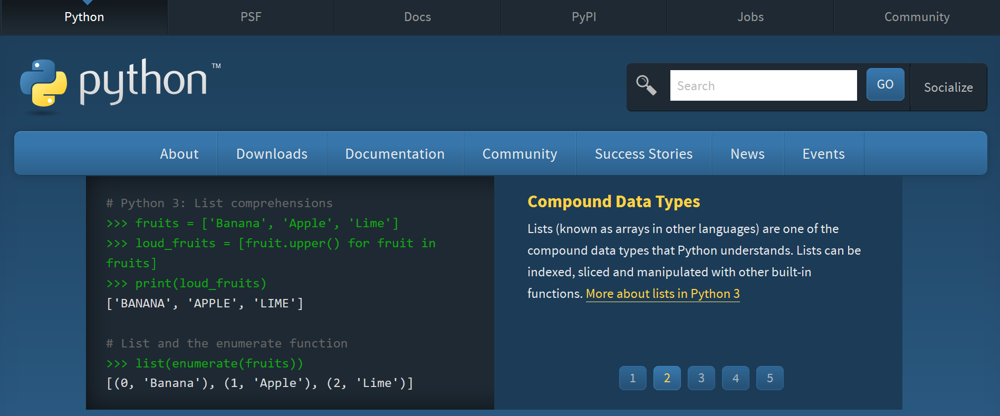 Python PSF Docs PyPI Jobs Community
python™
Search GO Socialize
About Downloads Documentation Community Success Stories News Events
# Python 3: List comprehensions
>>> fruits = ['Banana', 'Apple', 'Lime']
>>> loud_fruits = [fruit.upper() for fruit in
fruits]
>>> print(loud_fruits)
['BANANA', 'APPLE', 'LIME']
# List and the enumerate function
>>> list(enumerate(fruits))
[(0, 'Banana'), (1, 'Apple'), (2, 'Lime')]
Compound Data Types
Lists (known as arrays in other languages) are one of the
compound data types that Python understands. Lists can be
indexed, sliced and manipulated with other built-in
functions. More about lists in Python 3
1 2 3 4 5